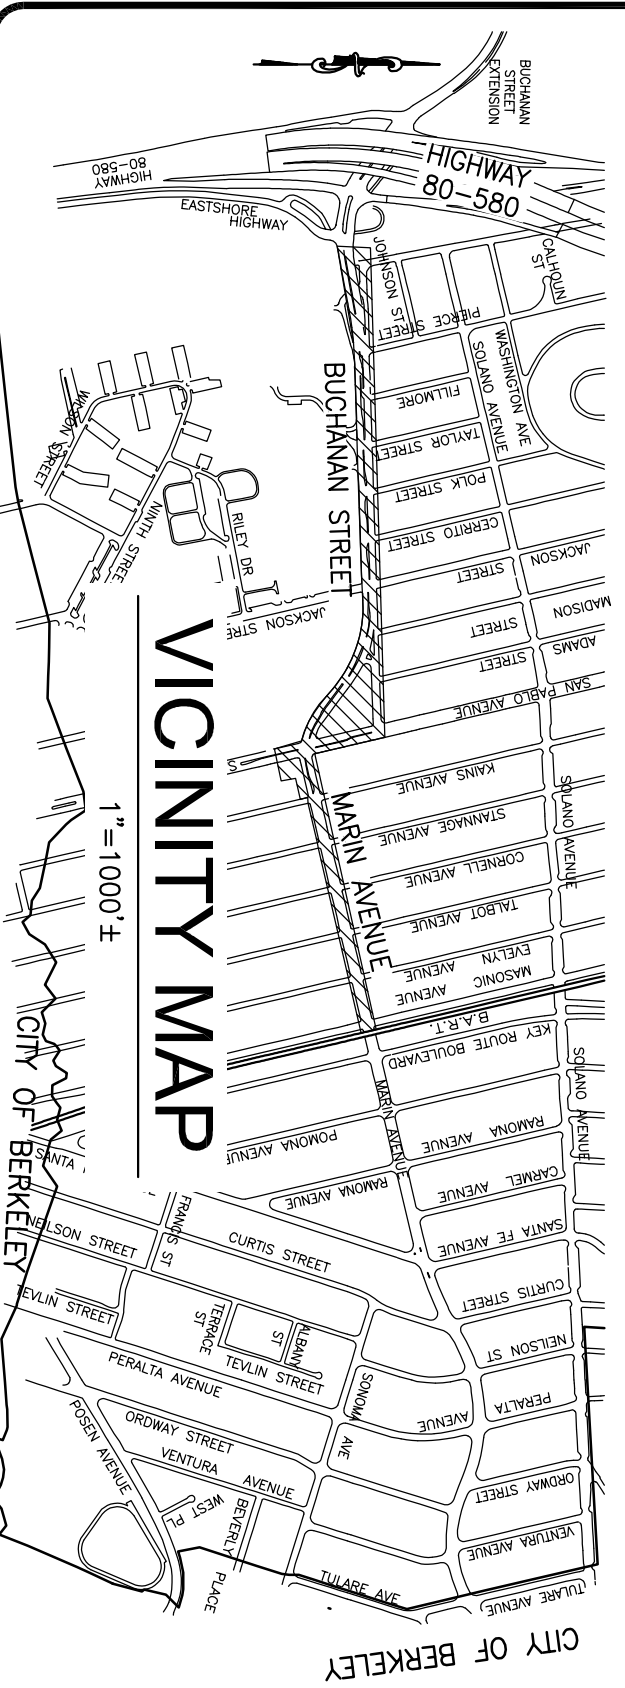 BUCHANAN
STREET
EXTENSION
HIGHWAY
80-580
HIGHWAY
80-580
EASTSHORE
HIGHWAY
JOHNSON ST
CALHOUN
ST
PIERCE STREET
WASHINGTON AVE
SOLANO AVENUE
FILLMORE
TAYLOR STREET
POLK STREET
CERRITO STREET
JACKSON
STREET
MADISON
STREET
ADAMS
STREET
SAN PABLO AVENUE
BUCHANAN STREET
WILSON STREET
NINTH STREE
RILEY DR
JACKSON STRE
VICINITY MAP
1"=1000'±
S
MARIN AVENUE
KAINS AVENUE
STANNAGE AVENUE
CORNELL AVENUE
TALBOT AVENUE
EVELYN AVENUE
MASONIC AVENUE
SOLANO AVENUE
B.A.R.T.
KEY ROUTE BOULEVARD
SOLANO AVENUE
MARIN AVENUE
POMONA AVENUE
RAMONA AVENUE
RAMONA AVENUE
CARMEL AVENUE
SANTA FE AVENUE
CURTIS STREET
NEILSON ST
PERALTA
AVENUE
ORDWAY STREET
VENTURA AVENUE
TULARE AVENUE
CITY OF BERKELEY
SANTA
NEILSON STREET
FRANCIS ST
CURTIS STREET
TEVLIN STREET
TERRACE
ST
ALBANY
ST
TEVLIN STREET
PERALTA AVENUE
SONOMA AVE
ORDWAY STREET
VENTURA AVENUE
POSEN AVENUE
WEST PL
BEVERLY PLACE
TULARE AVE
CITY OF BERKELEY